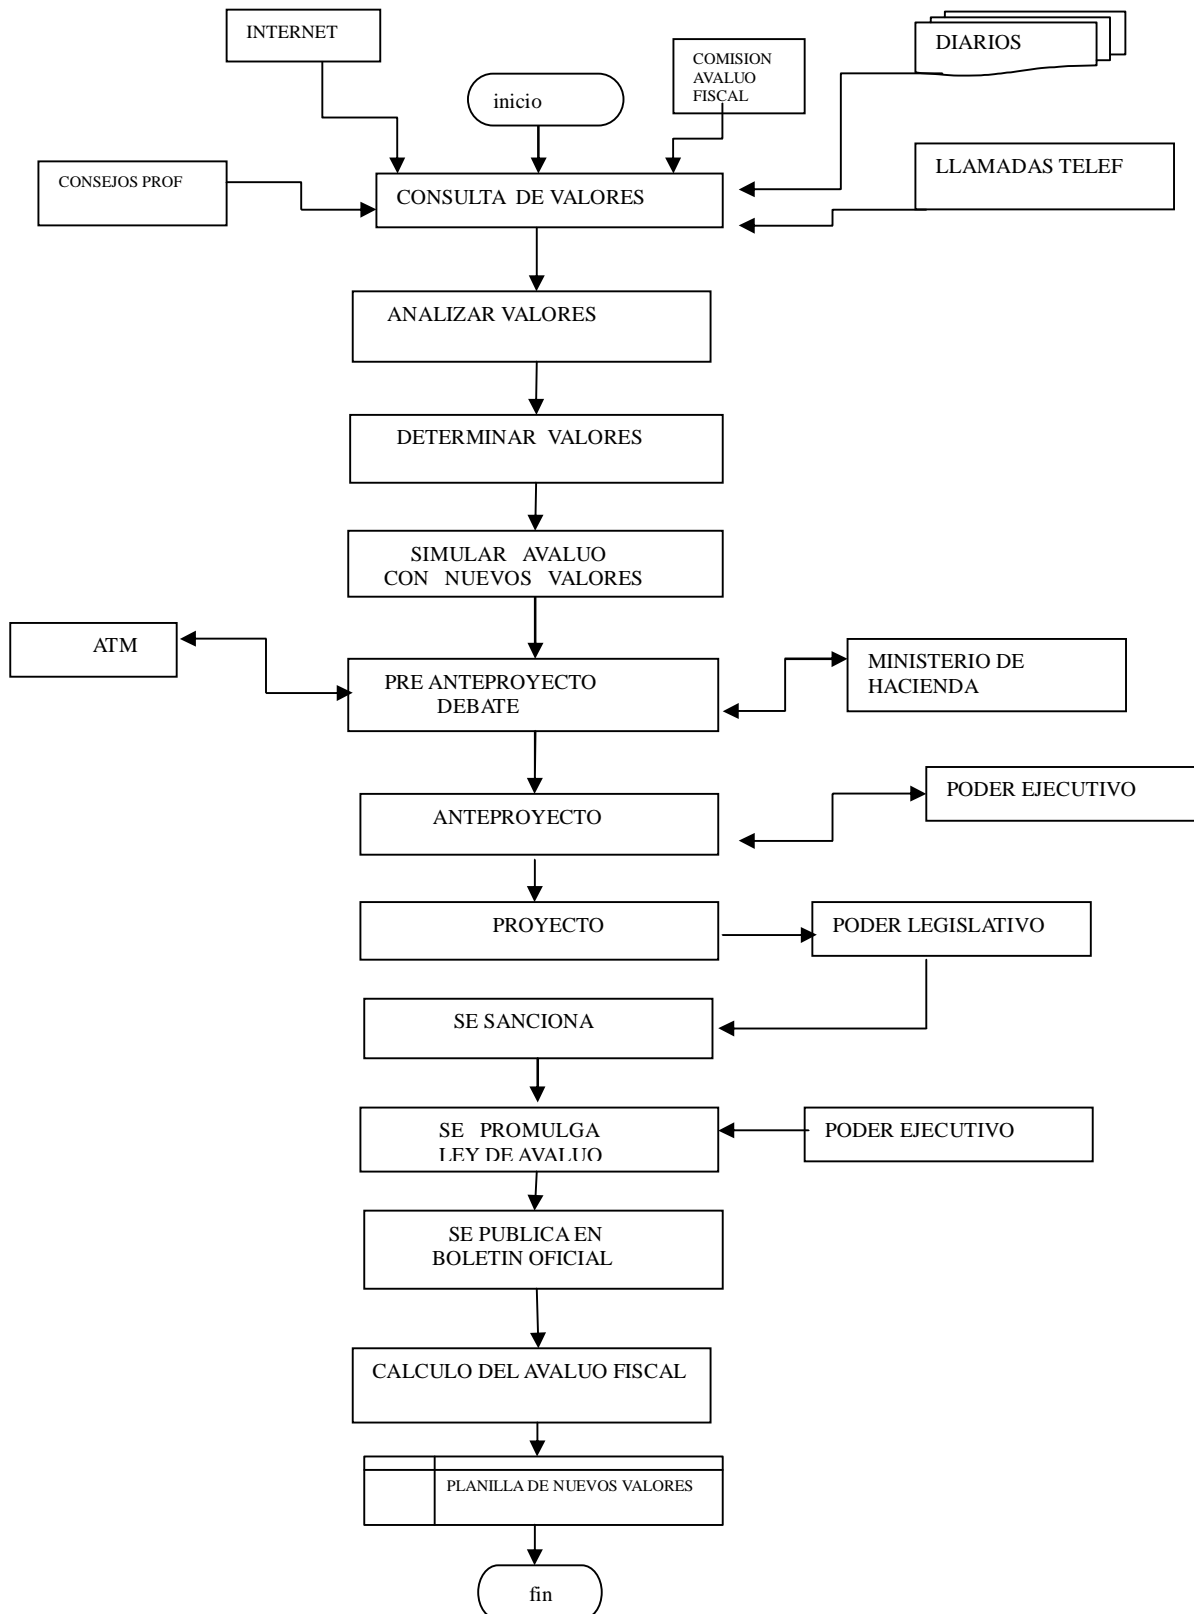 INTERNET
inicio
COMISION
AVALUO
FISCAL
DIARIOS
CONSEJOS PROF
CONSULTA DE VALORES
LLAMADAS TELEF
ANALIZAR VALORES
DETERMINAR VALORES
SIMULAR AVALUO
CON NUEVOS VALORES
ATM
PRE ANTEPROYECTO
DEBATE
MINISTERIO DE
HACIENDA
ANTEPROYECTO
PODER EJECUTIVO
PROYECTO
PODER LEGISLATIVO
SE SANCIONA
SE PROMULGA
LEY DE AVALUO
PODER EJECUTIVO
SE PUBLICA EN
BOLETIN OFICIAL
CALCULO DEL AVALUO FISCAL
PLANILLA DE NUEVOS VALORES
fin